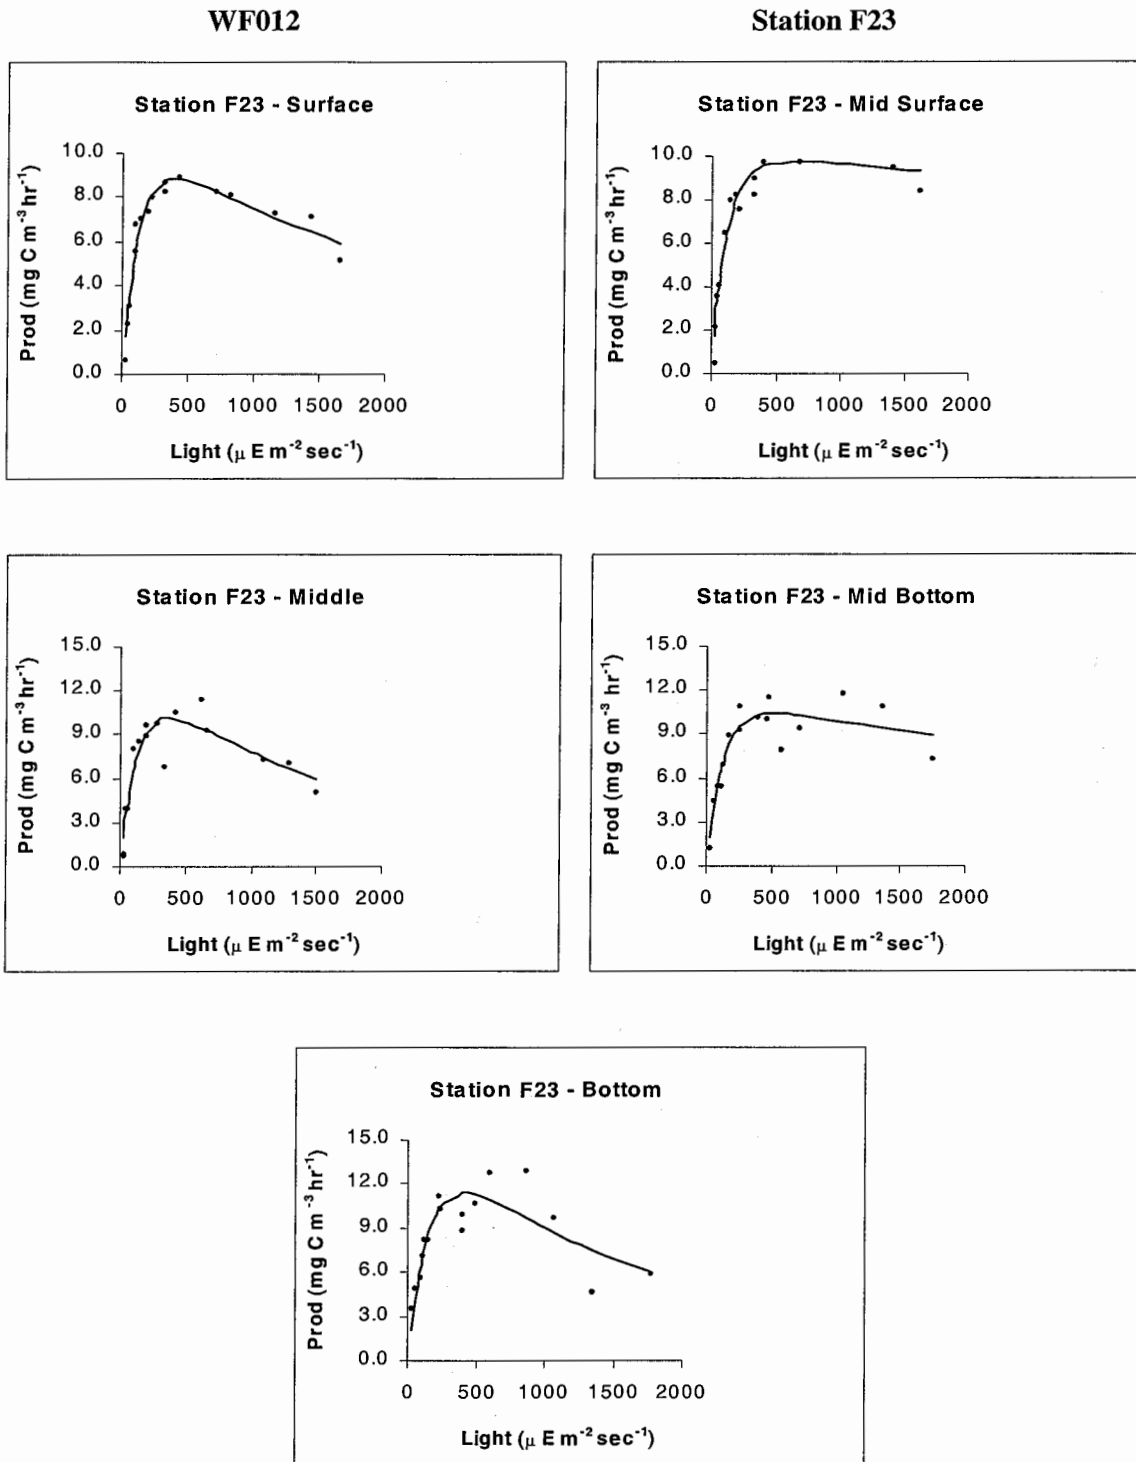 WF012
Station F23
Station F23 - Surface
Prod (mg C m⁻³ hr⁻¹)
10.0
8.0
6.0
4.0
2.0
0.0
0 500 1000 1500 2000
Light (μ E m⁻² sec⁻¹)
Station F23 - Mid Surface
Prod (mg C m⁻³ hr⁻¹)
10.0
8.0
6.0
4.0
2.0
0.0
0 500 1000 1500 2000
Light (μ E m⁻² sec⁻¹)
Station F23 - Middle
Prod (mg C m⁻³ hr⁻¹)
15.0
12.0
9.0
6.0
3.0
0.0
0 500 1000 1500 2000
Light (μ E m⁻² sec⁻¹)
Station F23 - Mid Bottom
Prod (mg C m⁻³ hr⁻¹)
15.0
12.0
9.0
6.0
3.0
0.0
0 500 1000 1500 2000
Light (μ E m⁻² sec⁻¹)
Station F23 - Bottom
Prod (mg C m⁻³ hr⁻¹)
15.0
12.0
9.0
6.0
3.0
0.0
0 500 1000 1500 2000
Light (μ E m⁻² sec⁻¹)